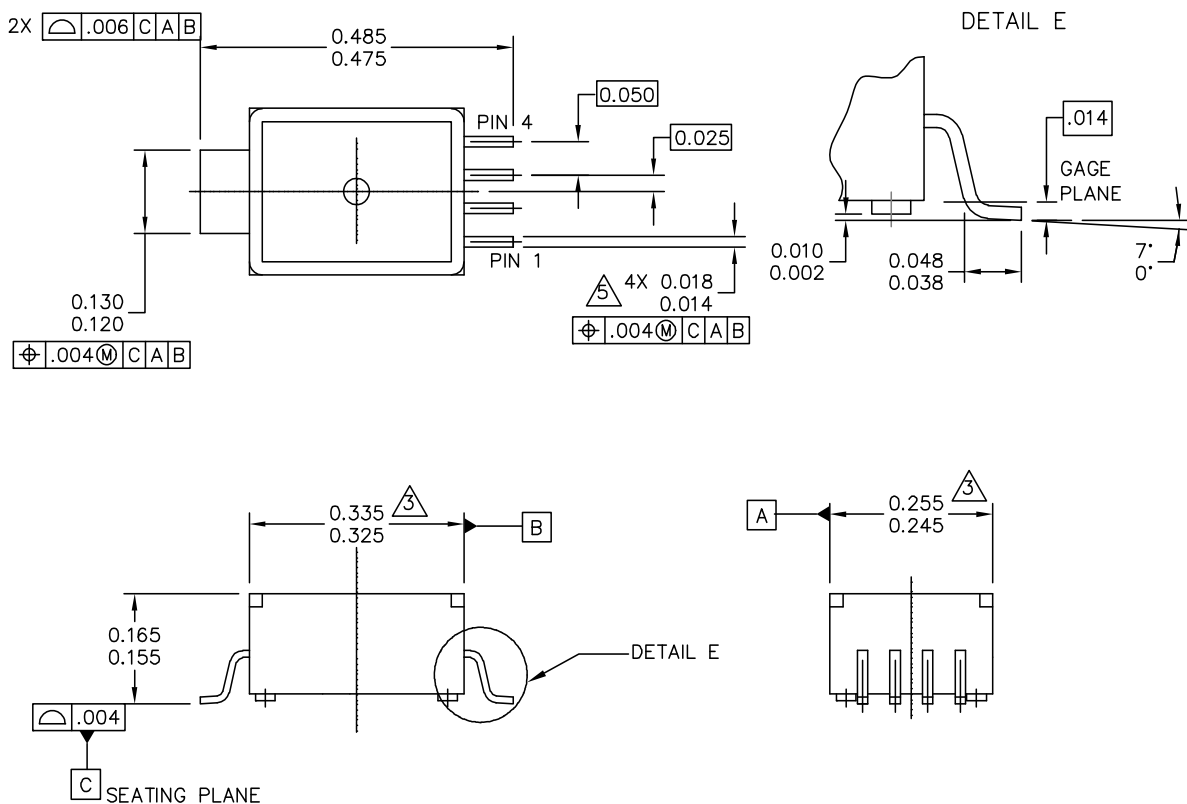 2X ⌓ .006 C A B
0.485
0.475
DETAIL E
PIN 4
0.050
0.025
PIN 1
5 4X 0.018
0.014
⌖ .004Ⓜ C A B
0.130
0.120
⌖ .004Ⓜ C A B
.014
GAGE
PLANE
0.010
0.002
0.048
0.038
7°
0°
0.335
0.325
3
B
A
0.255
0.245
3
0.165
0.155
DETAIL E
⌓ .004
C SEATING PLANE